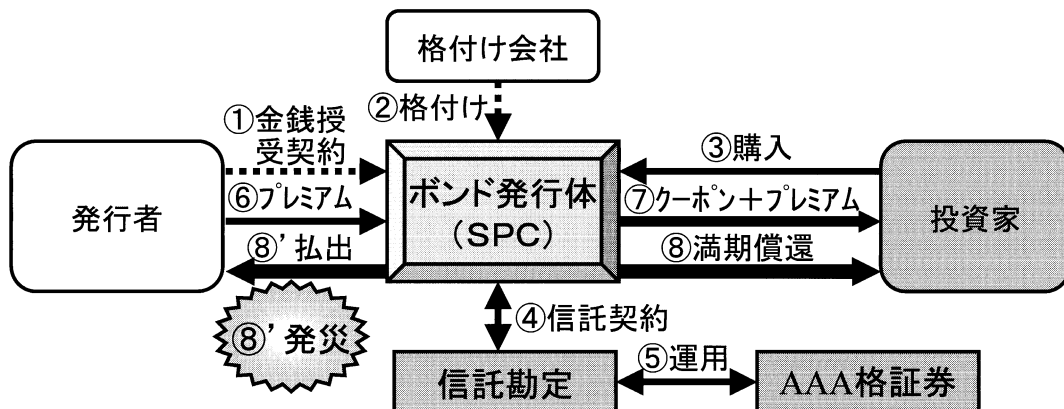 格付け会社
②格付け
①金銭授
受契約
③購入
発行者
⑥プレミアム
ボンド発行体
(SPC)
⑦クーポン+プレミアム
投資家
⑧’払出
⑧満期償還
⑧’発災
④信託契約
信託勘定
⑤運用
AAA格証券